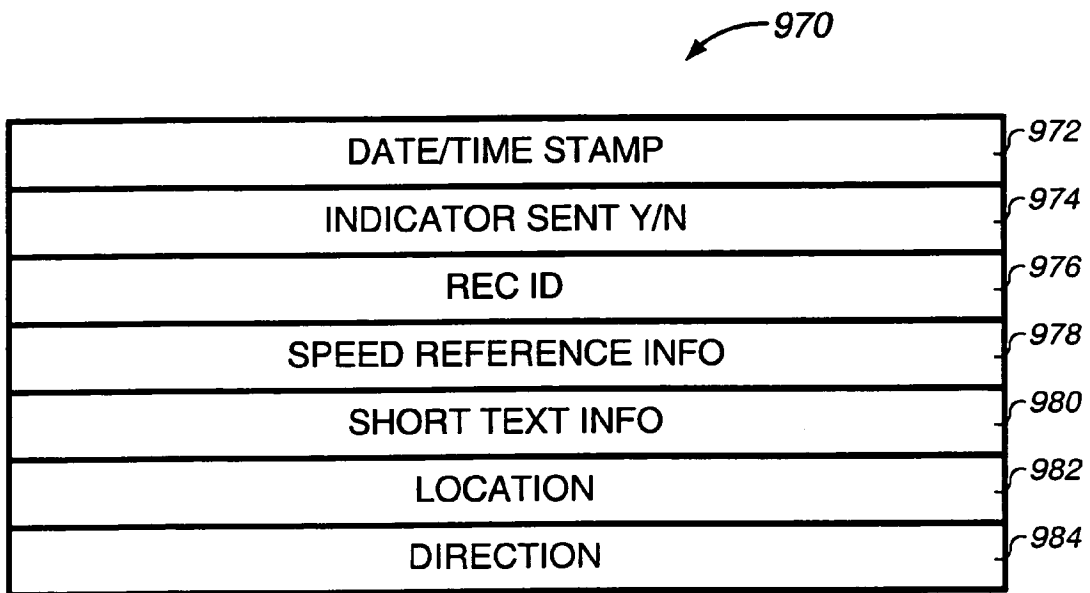 970
DATE/TIME STAMP 972
INDICATOR SENT Y/N 974
REC ID 976
SPEED REFERENCE INFO 978
SHORT TEXT INFO 980
LOCATION 982
DIRECTION 984